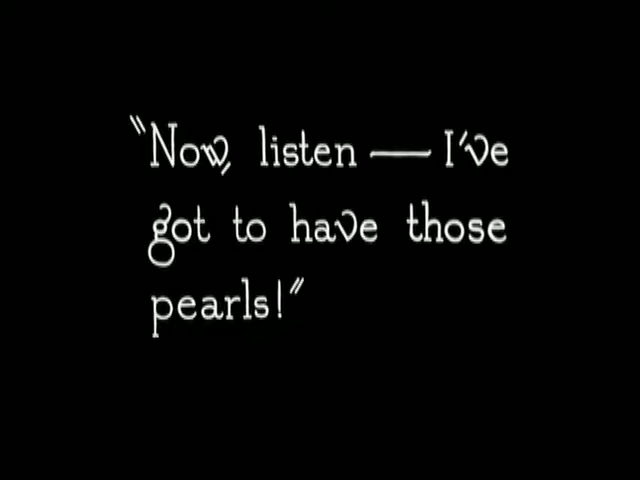 "Now, listen — I've
got to have those
pearls!"